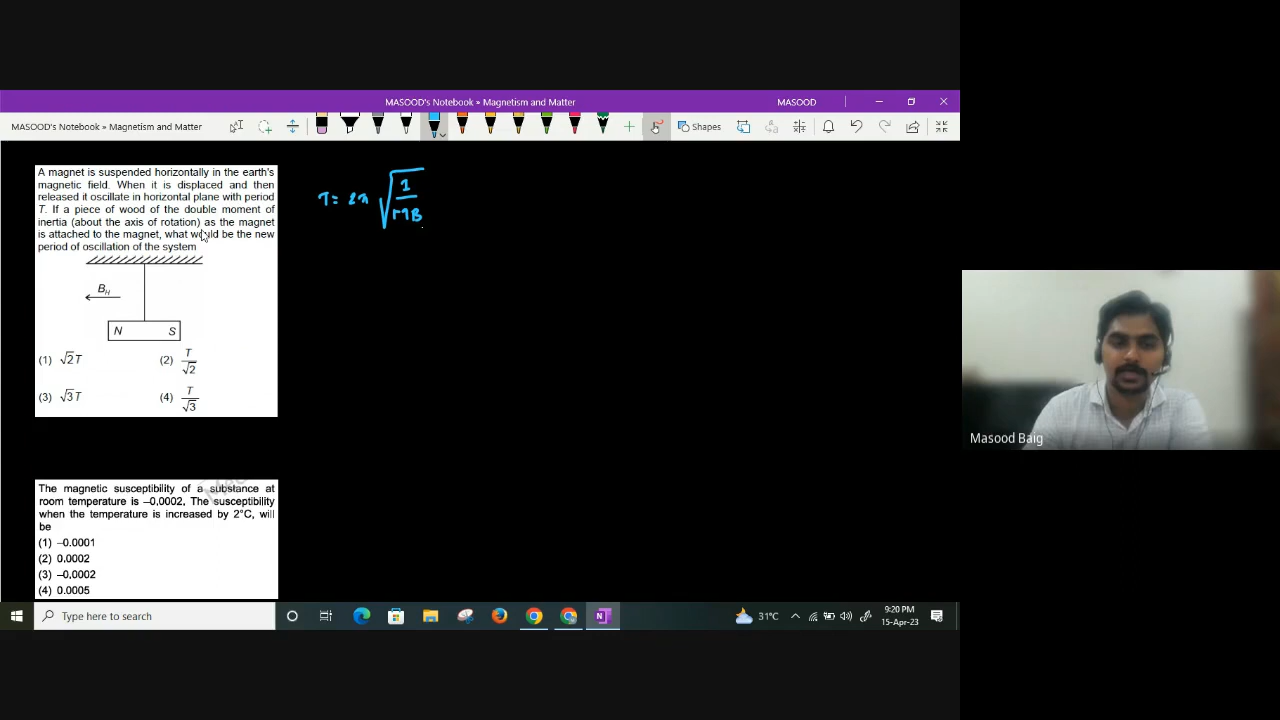 MASOOD's Notebook » Magnetism and Matter
MASOOD
MASOOD's Notebook » Magnetism and Matter
Shapes
A magnet is suspended horizontally in the earth's
magnetic field. When it is displaced and then
released it oscillate in horizontal plane with period
T. If a piece of wood of the double moment of
inertia (about the axis of rotation) as the magnet
is attached to the magnet, what would be the new
period of oscillation of the system
B_H
N S
(1) √2 T (2) T/√2
(3) √3 T (4) T/√3
T = 2π √(I/MB)
Masood Baig
The magnetic susceptibility of a substance at
room temperature is –0.0002. The susceptibility
when the temperature is increased by 2°C, will
be
(1) –0.0001
(2) 0.0002
(3) –0.0002
(4) 0.0005
Type here to search
31°C
9:20 PM
15-Apr-23